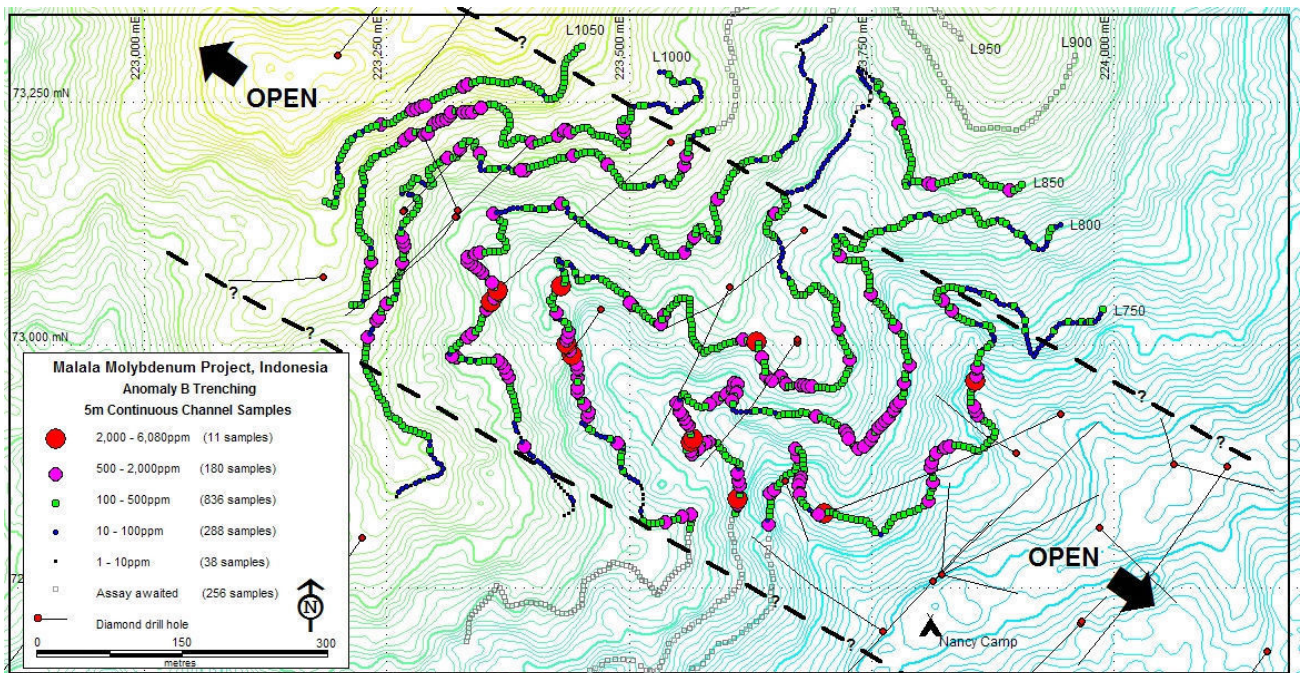 223,000 mE
223,250 mE
223,500 mE
223,750 mE
224,000 mE
?
L1050
L1000
L950
L900
OPEN
73,250 mN
L850
L800
?
?
L750
73,000 mN
Malala Molybdenum Project, Indonesia
Anomaly B Trenching
5m Continuous Channel Samples
2,000 - 6,080ppm (11 samples)
500 - 2,000ppm (180 samples)
100 - 500ppm (836 samples)
10 - 100ppm (288 samples)
1 - 10ppm (38 samples)
Assay awaited (256 samples)
N
Diamond drill hole
0 150 300
metres
?
OPEN
72
?
Nancy Camp